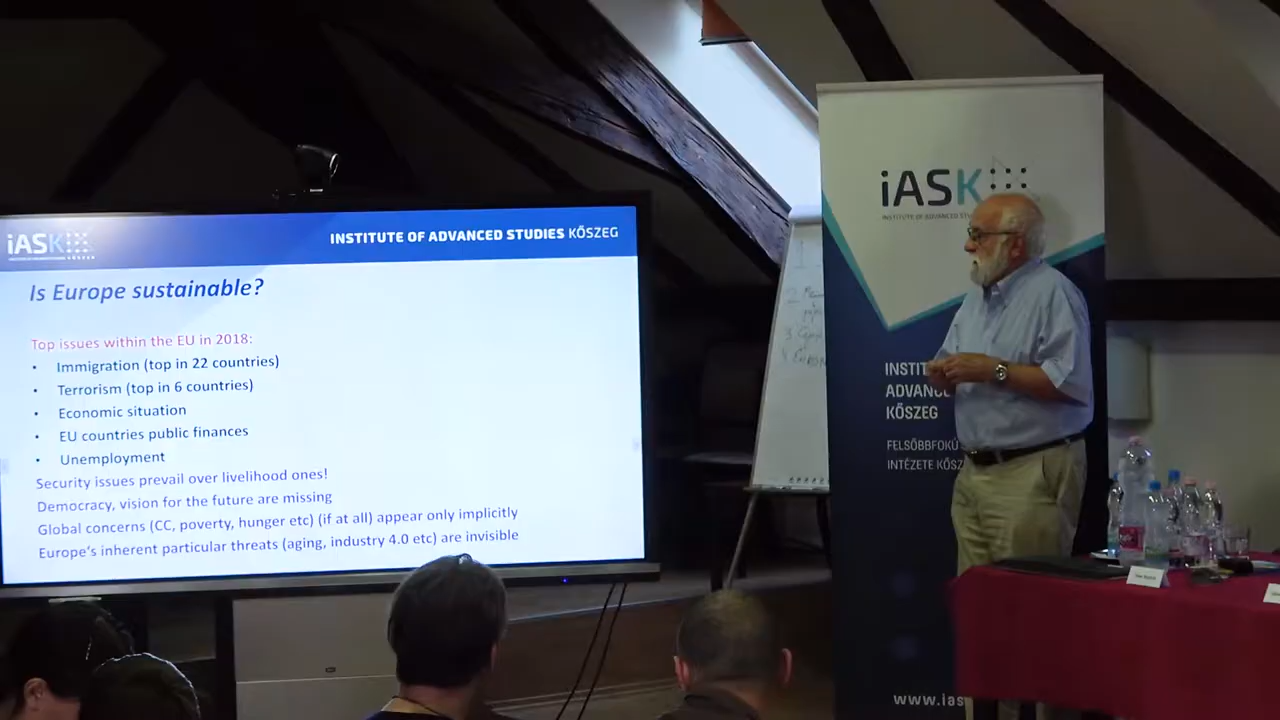 iASK
INSTITUTE OF ADVANCED STUDIES KŐSZEG
Is Europe sustainable?
Top issues within the EU in 2018:
• Immigration (top in 22 countries)
• Terrorism (top in 6 countries)
• Economic situation
• EU countries public finances
• Unemployment
Security issues prevail over livelihood ones!
Democracy, vision for the future are missing
Global concerns (CC, poverty, hunger etc) (if at all) appear only implicitly
Europe's inherent particular threats (aging, industry 4.0 etc) are invisible
iASK
INSTITUTE OF ADVANCED
INSTIT
ADVANC
KŐSZEG
FELSŐBBFOKÚ
INTÉZETE KŐSZ
www.ias